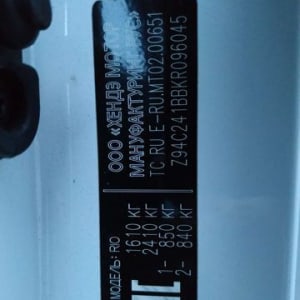 ООО «ХЕНДЭ МОТОР
МАНУФАКТУРИНГ РУС»
ТС RU E-RU.MT02.00651
Z94C241BBKR096045
1610 КГ
2410 КГ
1- 850 КГ
2- 840 КГ
МОДЕЛЬ: RIO